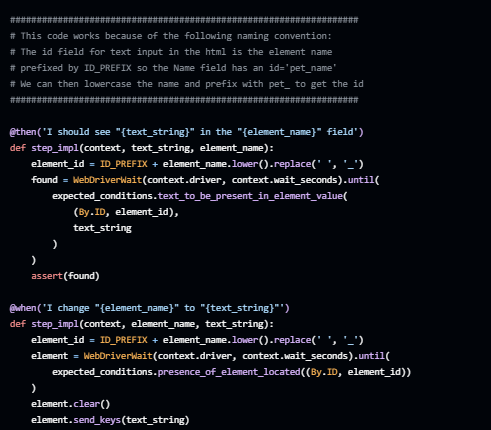 ##################################################################
# This code works because of the following naming convention:
# The id field for text input in the html is the element name
# prefixed by ID_PREFIX so the Name field has an id='pet_name'
# We can then lowercase the name and prefix with pet_ to get the id
##################################################################
@then('I should see "{text_string}" in the "{element_name}" field')
def step_impl(context, text_string, element_name):
    element_id = ID_PREFIX + element_name.lower().replace(' ', '_')
    found = WebDriverWait(context.driver, context.wait_seconds).until(
        expected_conditions.text_to_be_present_in_element_value(
            (By.ID, element_id),
            text_string
        )
    )
    assert(found)
@when('I change "{element_name}" to "{text_string}"')
def step_impl(context, element_name, text_string):
    element_id = ID_PREFIX + element_name.lower().replace(' ', '_')
    element = WebDriverWait(context.driver, context.wait_seconds).until(
        expected_conditions.presence_of_element_located((By.ID, element_id))
    )
    element.clear()
    element.send_keys(text_string)